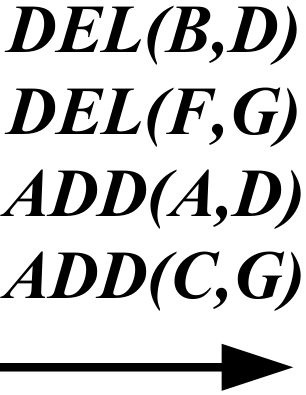 DEL(B,D)
DEL(F,G)
ADD(A,D)
ADD(C,G)